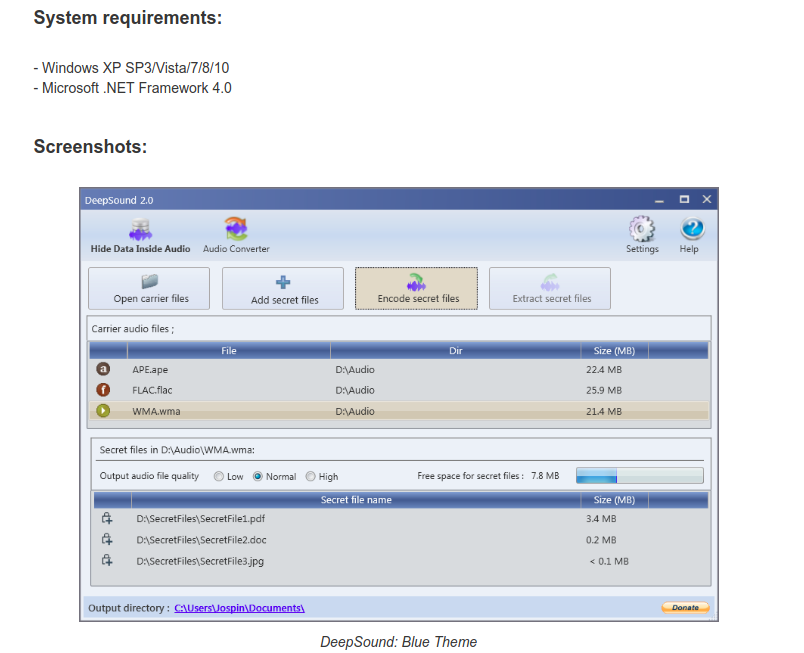 System requirements:
- Windows XP SP3/Vista/7/8/10
- Microsoft .NET Framework 4.0
Screenshots:
DeepSound 2.0
Hide Data Inside Audio Audio Converter Settings Help
Open carrier files Add secret files Encode secret files Extract secret files
Carrier audio files ;
File Dir Size (MB)
a APE.ape D:\Audio 22.4 MB
f FLAC.flac D:\Audio 25.9 MB
WMA.wma D:\Audio 21.4 MB
Secret files in D:\Audio\WMA.wma:
Output audio file quality Low Normal High Free space for secret files : 7.8 MB
Secret file name Size (MB)
D:\SecretFiles\SecretFile1.pdf 3.4 MB
D:\SecretFiles\SecretFile2.doc 0.2 MB
D:\SecretFiles\SecretFile3.jpg < 0.1 MB
Output directory : C:\Users\Jospin\Documents\ Donate
DeepSound: Blue Theme